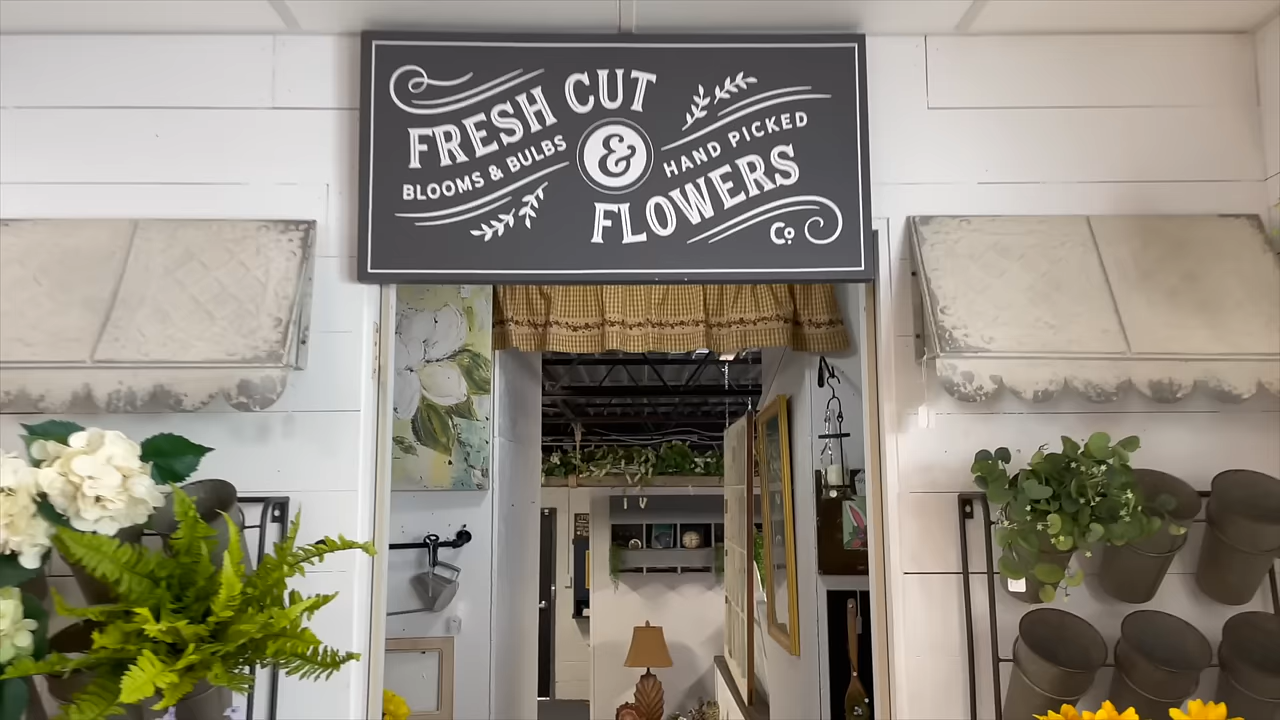 FRESH CUT
BLOOMS & BULBS
&
HAND PICKED
FLOWERS
Co